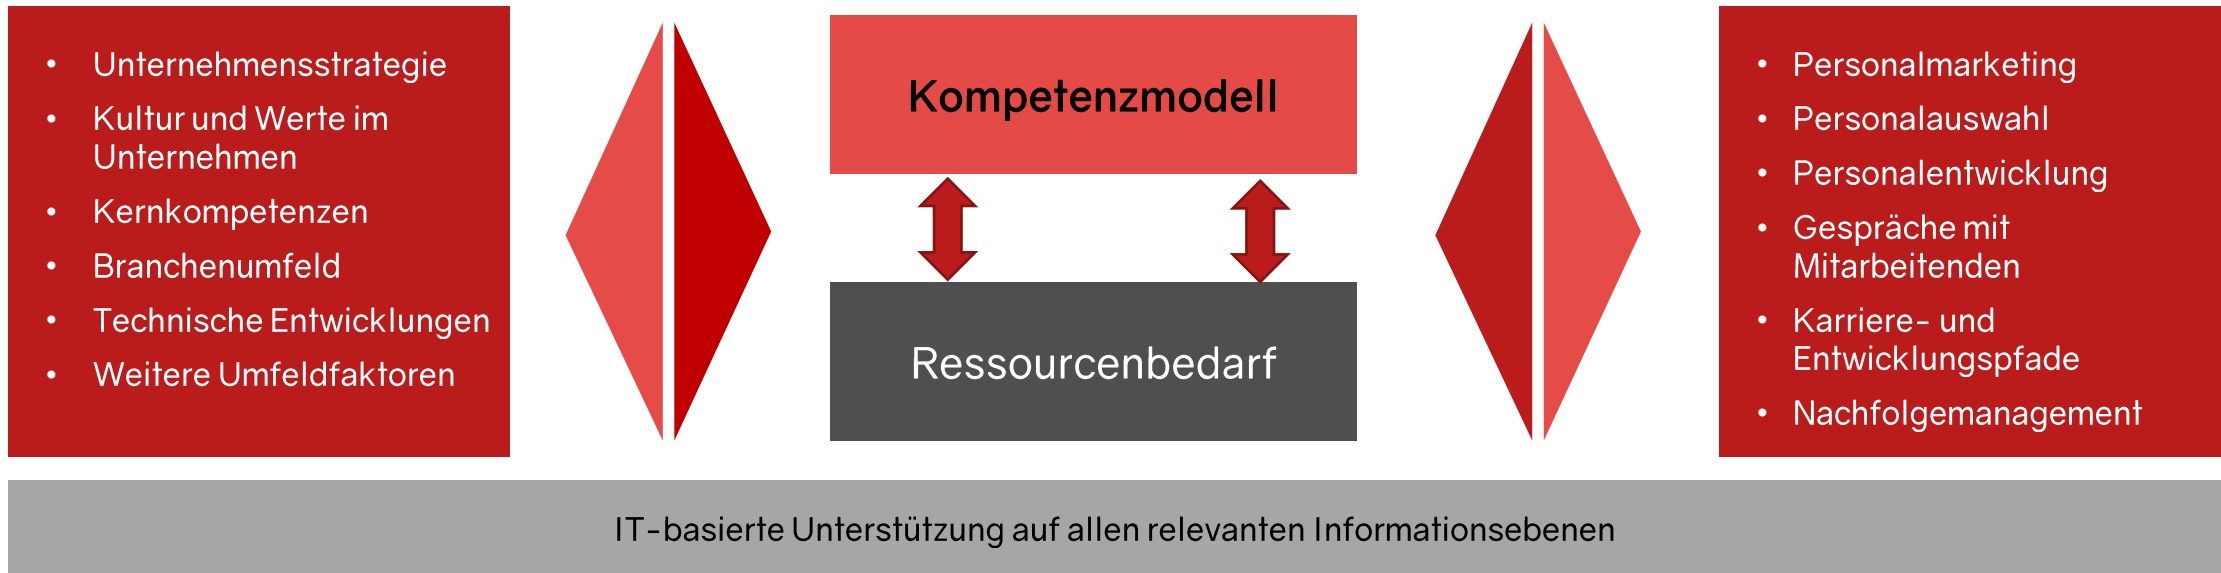 • Unternehmensstrategie
• Kultur und Werte im
Unternehmen
• Kernkompetenzen
• Branchenumfeld
• Technische Entwicklungen
• Weitere Umfeldfaktoren
Kompetenzmodell
Ressourcenbedarf
• Personalmarketing
• Personalauswahl
• Personalentwicklung
• Gespräche mit
Mitarbeitenden
• Karriere- und
Entwicklungspfade
• Nachfolgemanagement
IT-basierte Unterstützung auf allen relevanten Informationsebenen